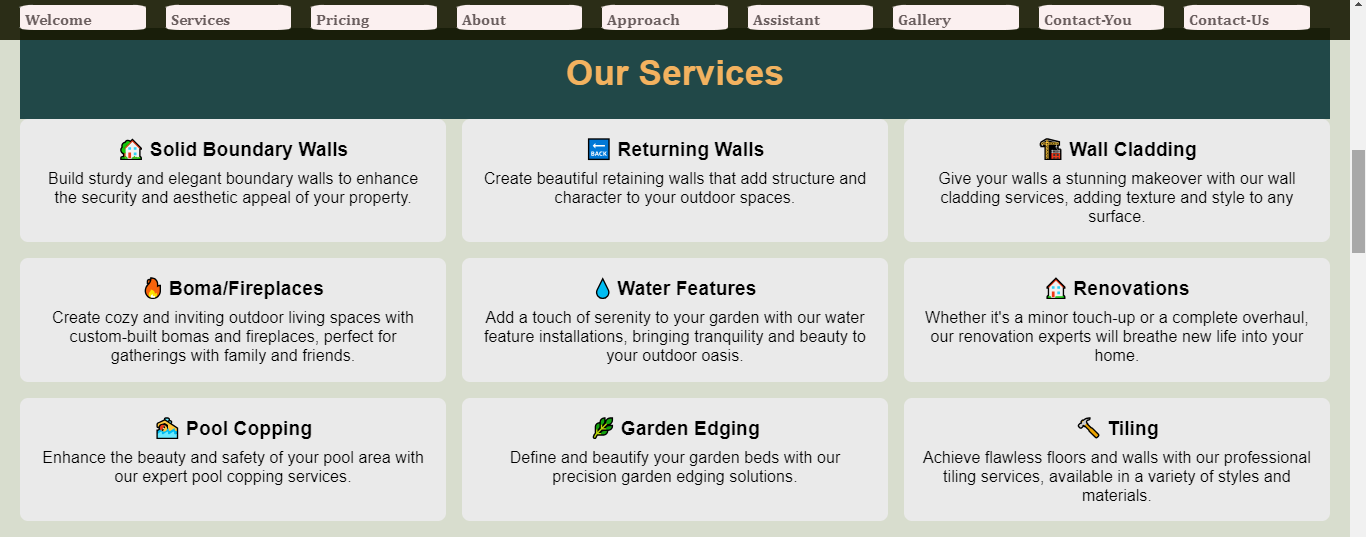 Welcome
Services
Pricing
About
Approach
Assistant
Gallery
Contact-You
Contact-Us
Our Services
Solid Boundary Walls
Build sturdy and elegant boundary walls to enhance
the security and aesthetic appeal of your property.
BACK Returning Walls
Create beautiful retaining walls that add structure and
character to your outdoor spaces.
Wall Cladding
Give your walls a stunning makeover with our wall
cladding services, adding texture and style to any
surface.
Boma/Fireplaces
Create cozy and inviting outdoor living spaces with
custom-built bomas and fireplaces, perfect for
gatherings with family and friends.
Water Features
Add a touch of serenity to your garden with our water
feature installations, bringing tranquility and beauty to
your outdoor oasis.
Renovations
Whether it's a minor touch-up or a complete overhaul,
our renovation experts will breathe new life into your
home.
Pool Copping
Enhance the beauty and safety of your pool area with
our expert pool copping services.
Garden Edging
Define and beautify your garden beds with our
precision garden edging solutions.
Tiling
Achieve flawless floors and walls with our professional
tiling services, available in a variety of styles and
materials.